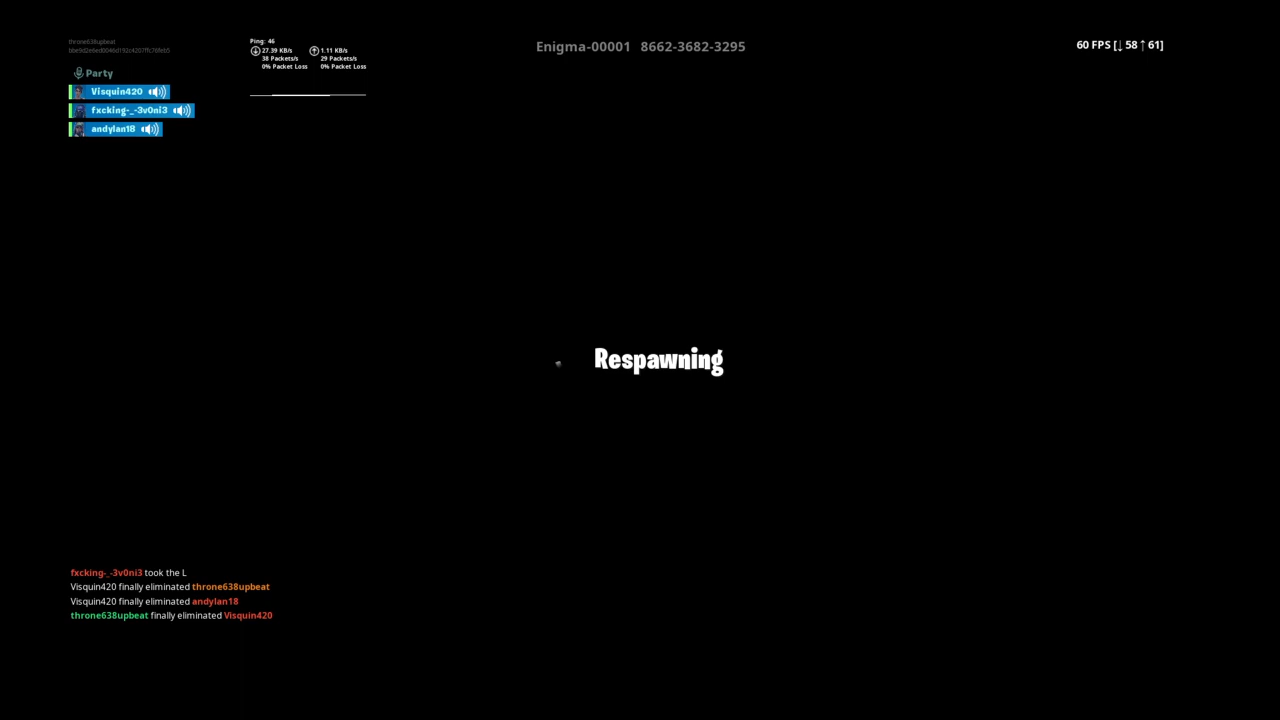 throne638upbeat
Party
Visquin420
fxcking-_-3v0ni3
andylan18
Ping: 46
27.39 KB/s 1.11 KB/s
38 Packets/s 29 Packets/s
0% Packet Loss 0% Packet Loss
Enigma-00001 8662-3682-3295
60 FPS [↓ 58 ↑ 61]
Respawning
fxcking-_-3v0ni3 took the L
Visquin420 finally eliminated throne638upbeat
Visquin420 finally eliminated andylan18
throne638upbeat finally eliminated Visquin420